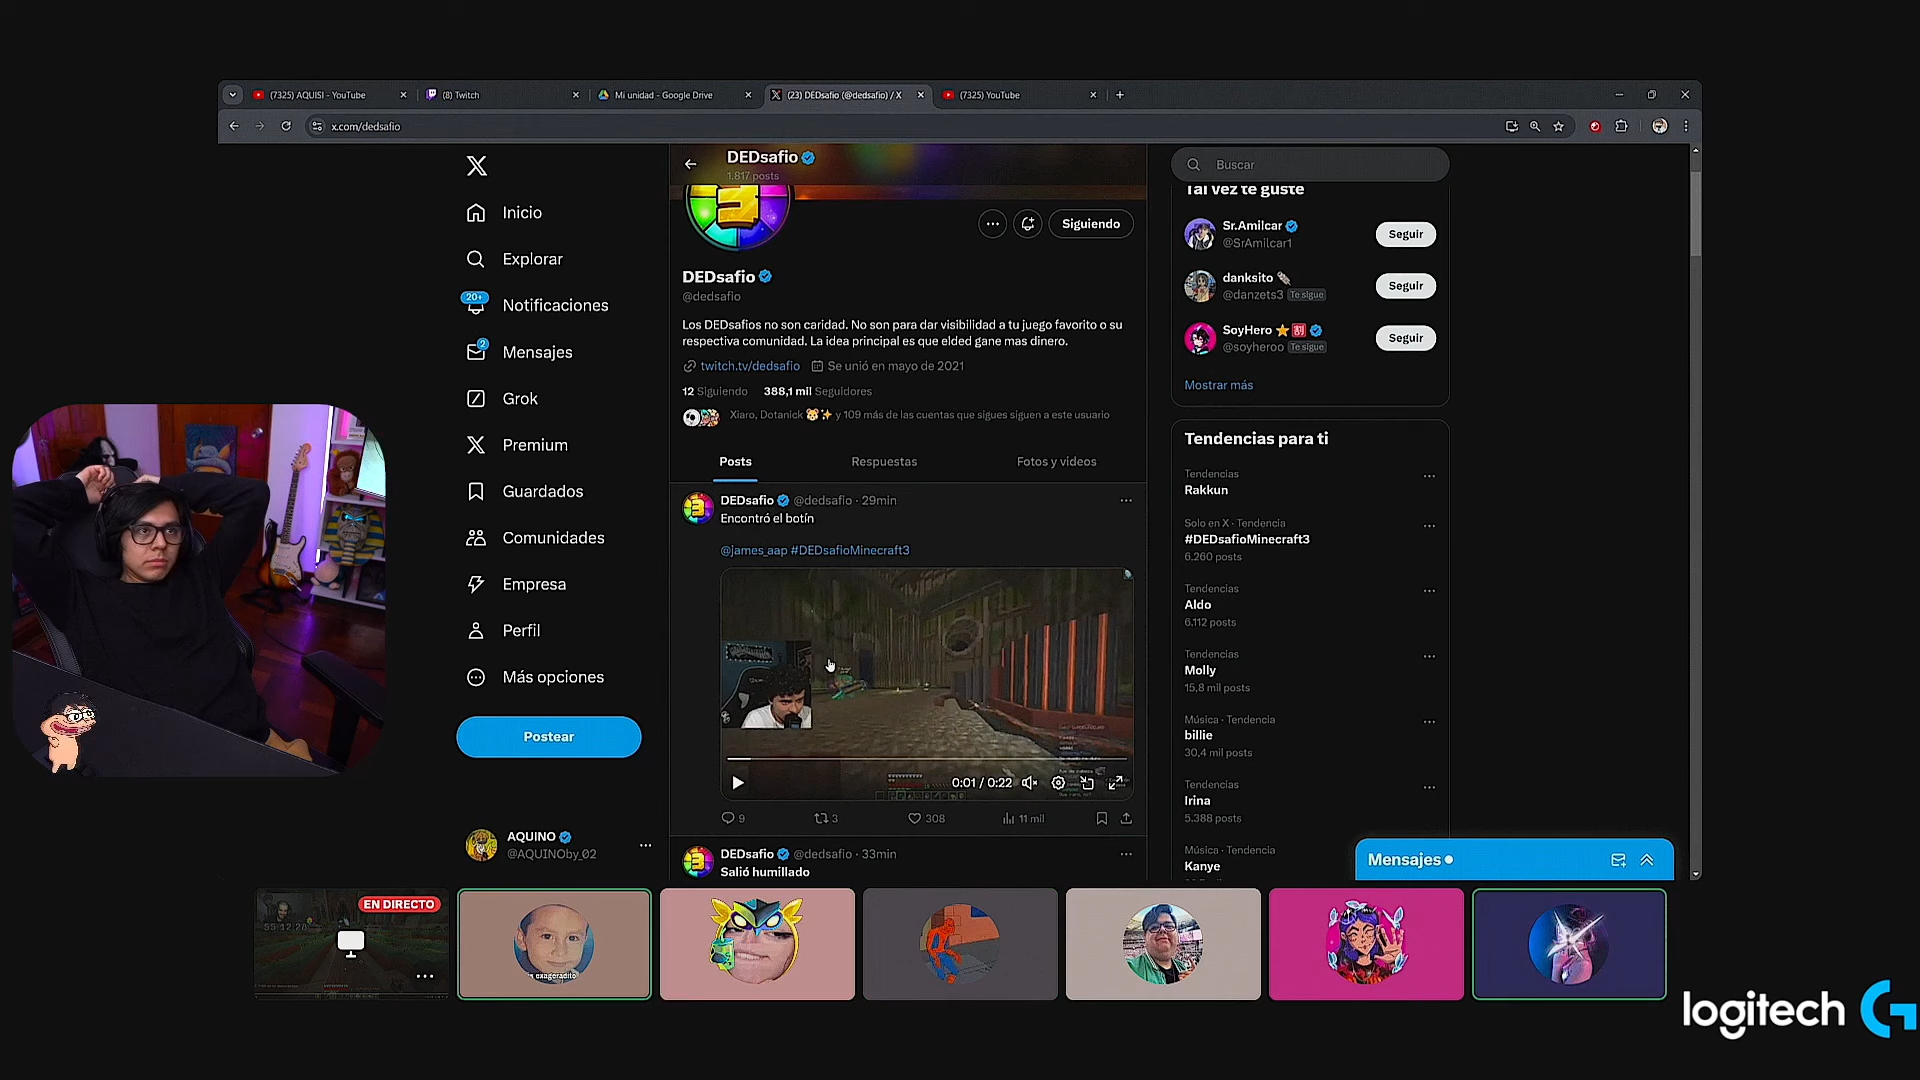 (7325) AQUISI - YouTube
(8) Twitch
Mi unidad - Google Drive
(23) DEDsafio (@dedsafio) / X
(7325) YouTube
x.com/dedsafio
DEDsafio
1.817 posts
Siguiendo
DEDsafio
@dedsafio
Los DEDsafios no son caridad. No son para dar visibilidad a tu juego favorito o su
respectiva comunidad. La idea principal es que elded gane mas dinero.
twitch.tv/dedsafio Se unió en mayo de 2021
12 Siguiendo 388,1 mil Seguidores
Xiaro, Dotanick 🐻✨ y 109 más de las cuentas que sigues siguen a este usuario
Posts
Respuestas
Fotos y videos
DEDsafio @dedsafio · 29min
Encontró el botín
@james_aap #DEDsafioMinecraft3
0:01 / 0:22
9
3
308
11 mil
DEDsafio @dedsafio · 33min
Salió humillado
Inicio
Explorar
20+
Notificaciones
2
Mensajes
Grok
Premium
Guardados
Comunidades
Empresa
Perfil
Más opciones
Postear
AQUINO
@AQUINOby_02
Buscar
Tal vez te guste
Sr.Amilcar
@SrAmilcar1
Seguir
danksito
@danzets3 Te sigue
Seguir
SoyHero ⭐🈹
@soyheroo Te sigue
Seguir
Mostrar más
Tendencias para ti
Tendencias
Rakkun
Solo en X · Tendencia
#DEDsafioMinecraft3
6.260 posts
Tendencias
Aldo
6.112 posts
Tendencias
Molly
15,8 mil posts
Música · Tendencia
billie
30,4 mil posts
Tendencias
Irina
5.388 posts
Música · Tendencia
Kanye
Mensajes
EN DIRECTO
55:12:28
exageradito
logitech G